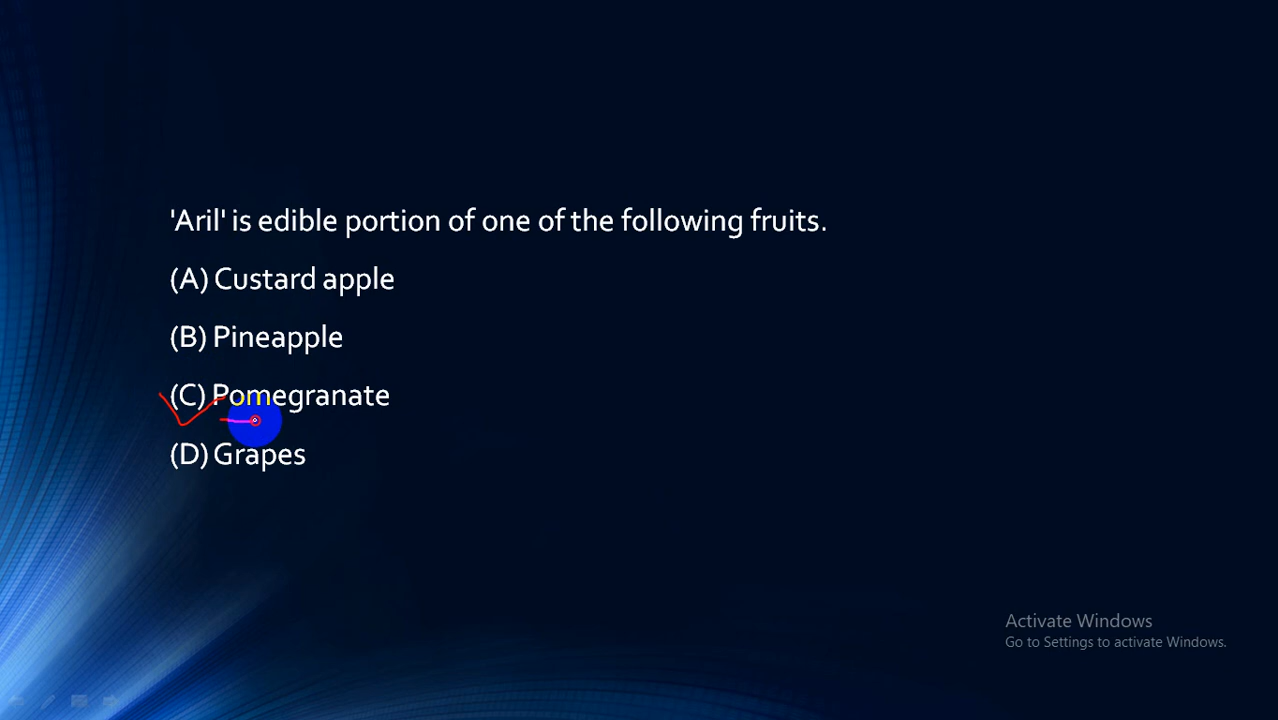 'Aril' is edible portion of one of the following fruits.
(A) Custard apple
(B) Pineapple
(C) Pomegranate
(D) Grapes
Activate Windows
Go to Settings to activate Windows.